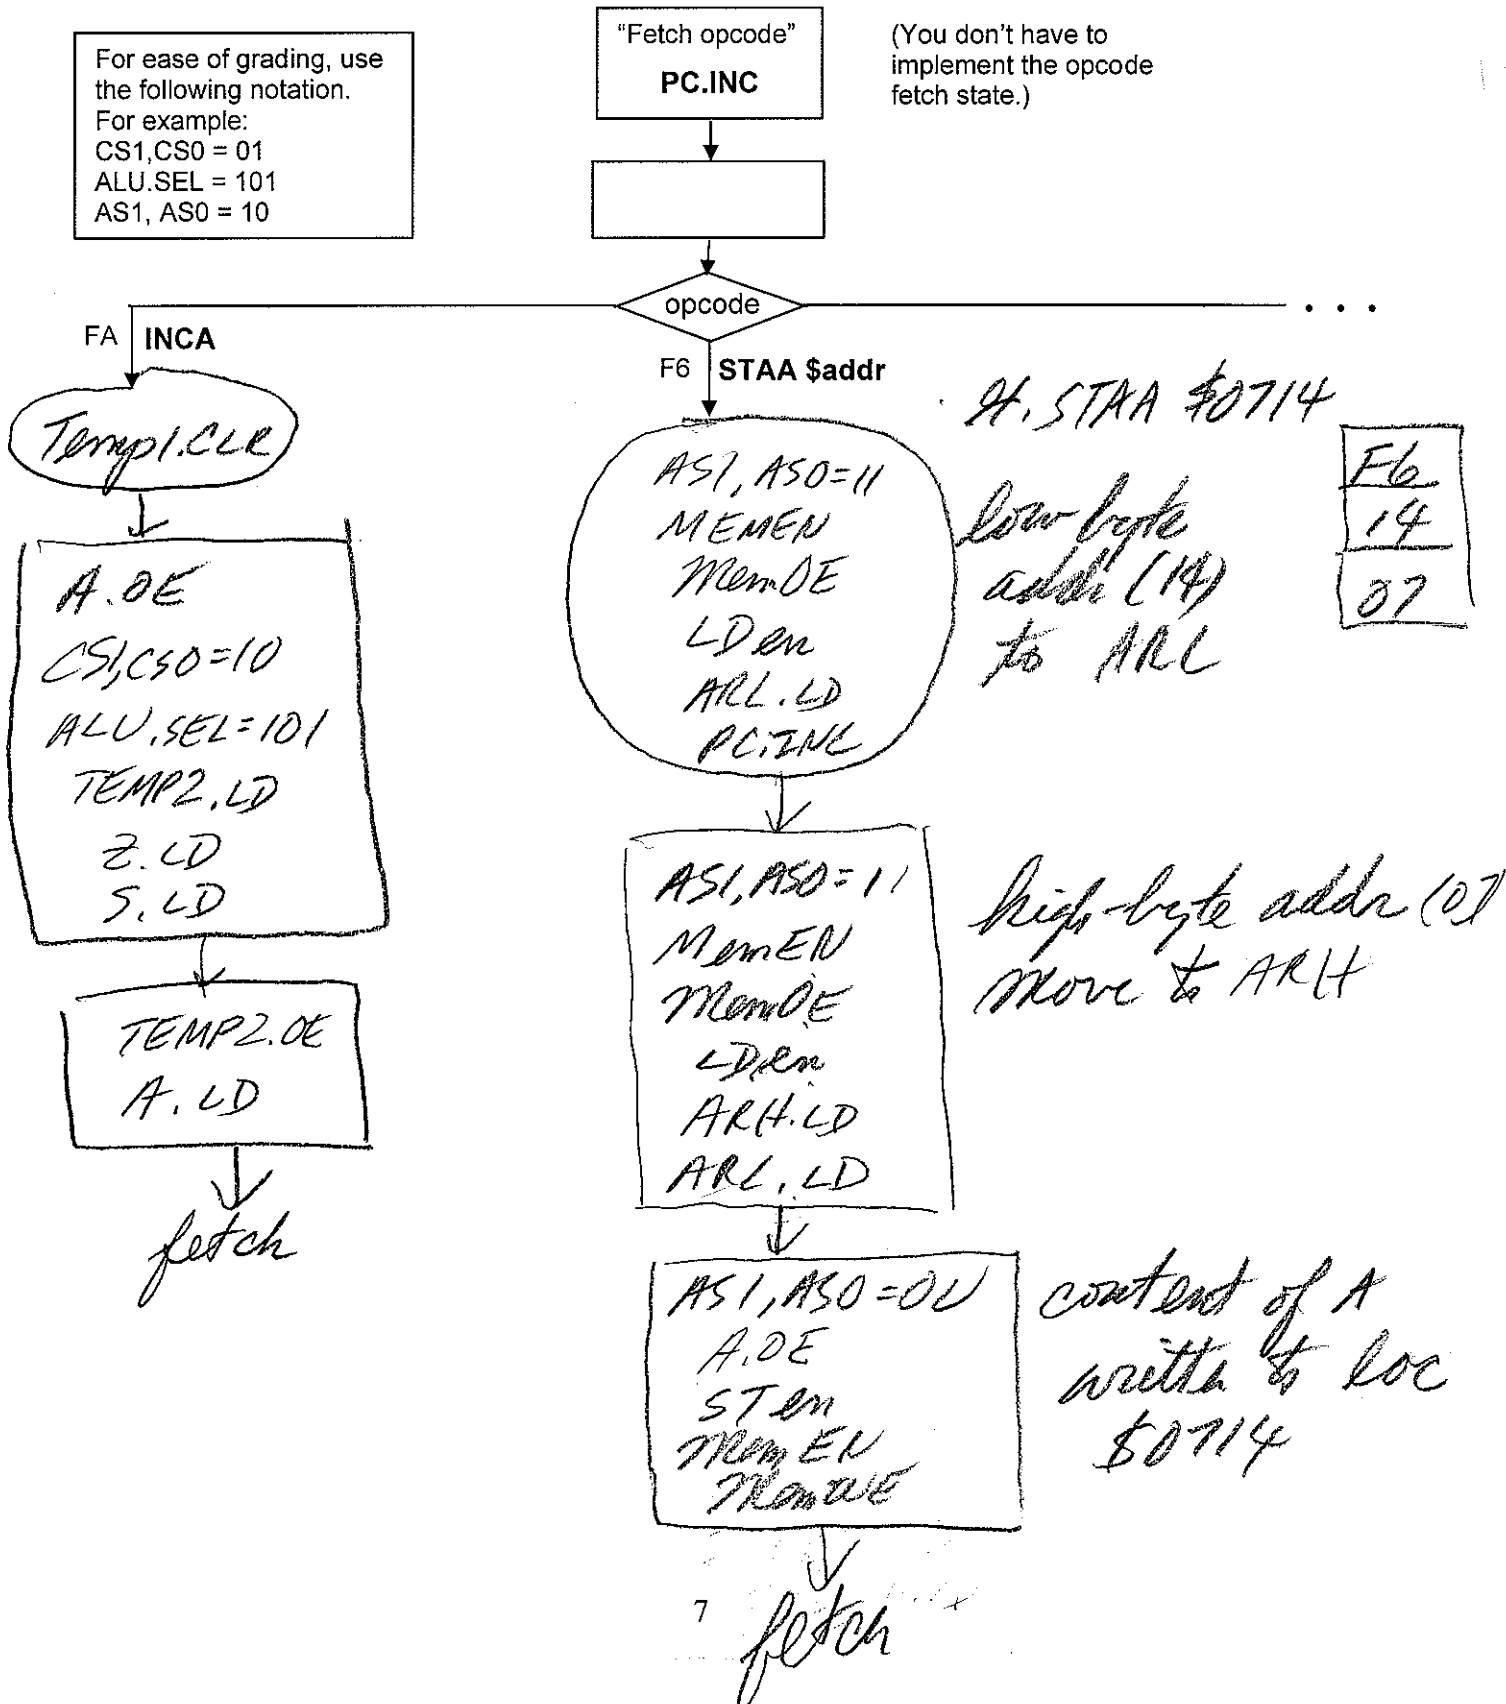 For ease of grading, use
the following notation.
For example:
CS1,CS0 = 01
ALU.SEL = 101
AS1, AS0 = 10
"Fetch opcode"
PC.INC
(You don't have to
implement the opcode
fetch state.)
opcode
. . .
FA INCA
Temp1.CLR
A.OE
CS1,CS0=10
ALU.SEL=101
TEMP2.LD
Z.LD
S.LD
TEMP2.OE
A.LD
fetch
F6 STAA $addr
AS1, AS0=11
MEMEN
MemOE
LDen
ARL.LD
PC.INC
STAA $0714
low byte
addr (14)
to ARL
F6
14
07
AS1,AS0=11
MemEN
MemOE
LDen
ARH.LD
ARL.LD
high-byte addr (07
move to ARH
AS1,AS0=00
A.OE
STen
MemEN
MemWE
content of A
written to loc
$0714
fetch
7